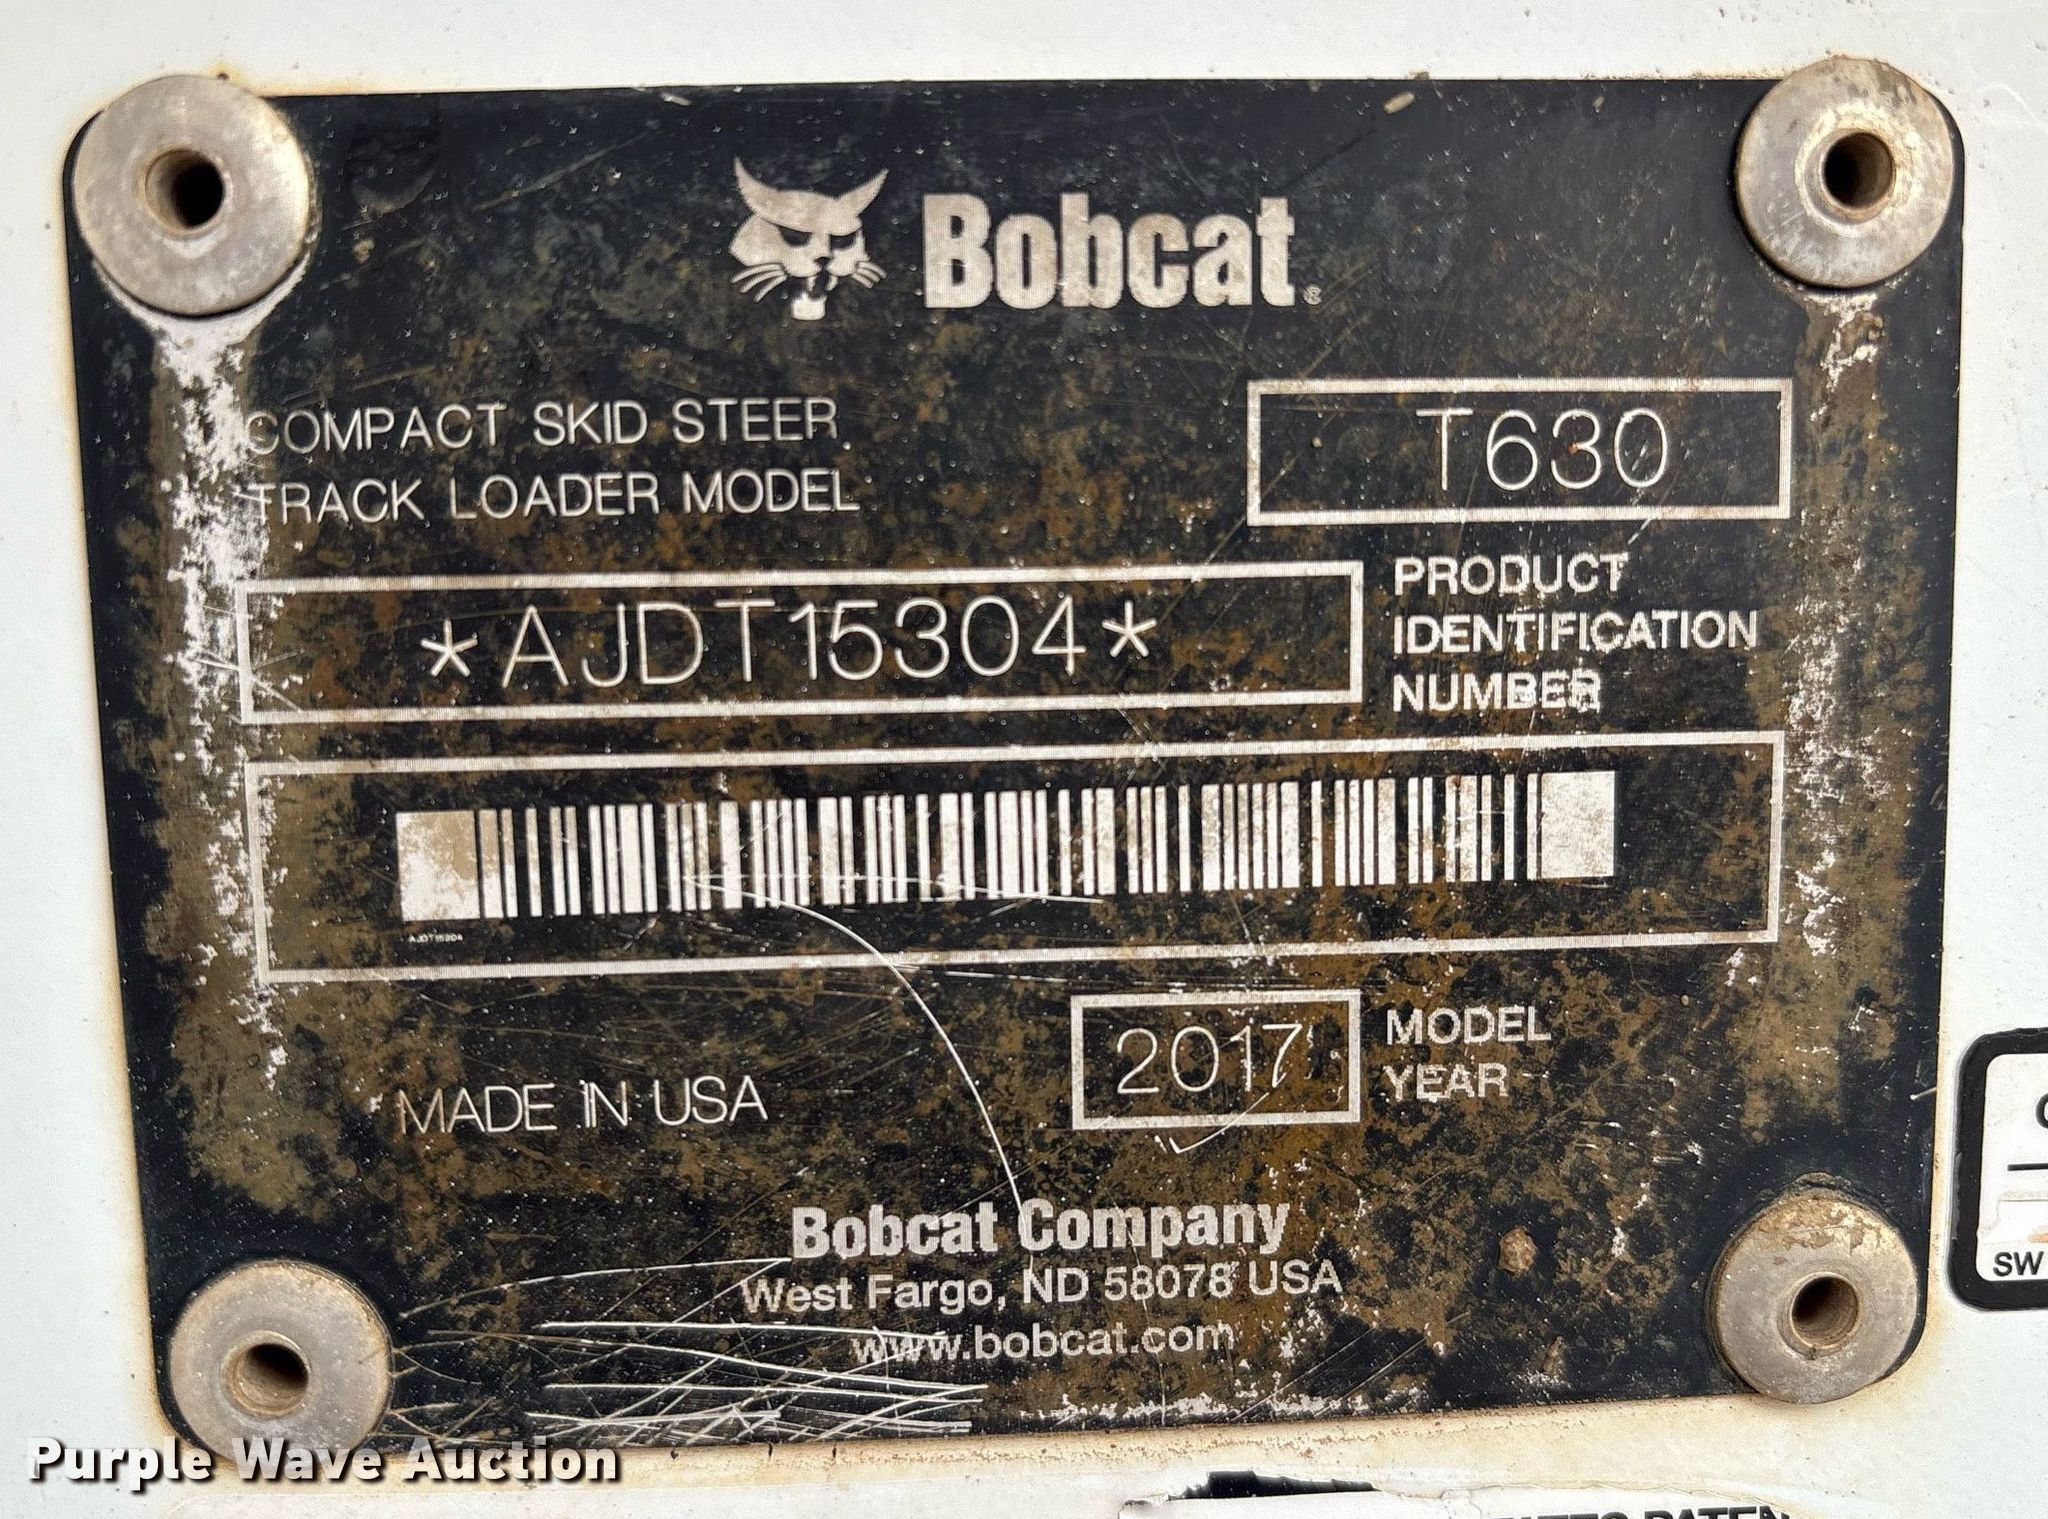 Bobcat®
COMPACT SKID STEER
TRACK LOADER MODEL
T630
*AJDT15304*
PRODUCT
IDENTIFICATION
NUMBER
AJDT15304
MADE IN USA
2017
MODEL
YEAR
Bobcat Company
West Fargo, ND 58078 USA
www.bobcat.com
SW
Purple Wave Auction